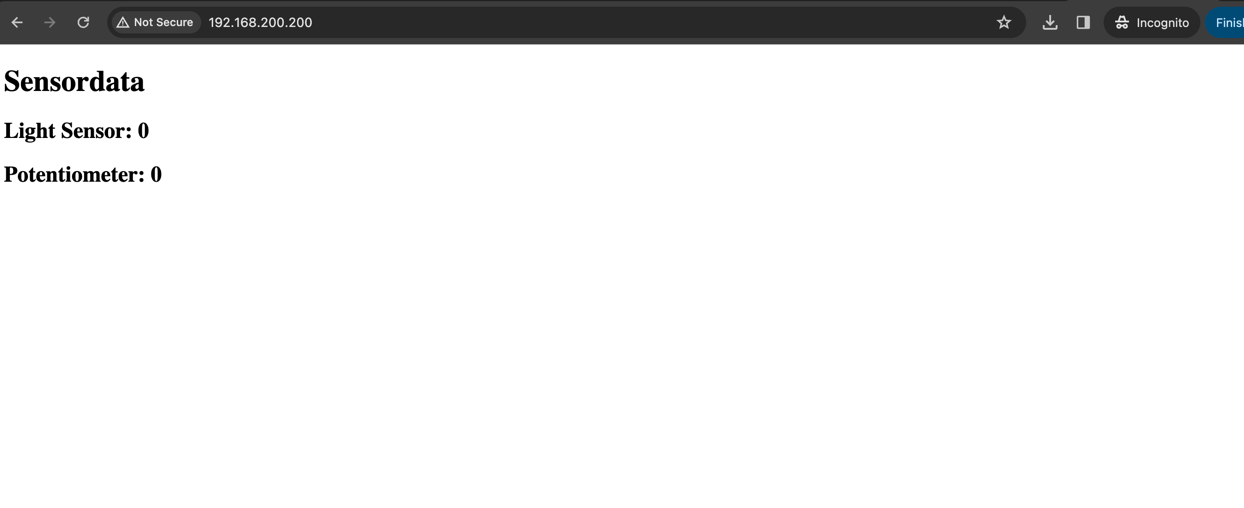 Not Secure 192.168.200.200 Incognito
Sensordata
Light Sensor: 0
Potentiometer: 0